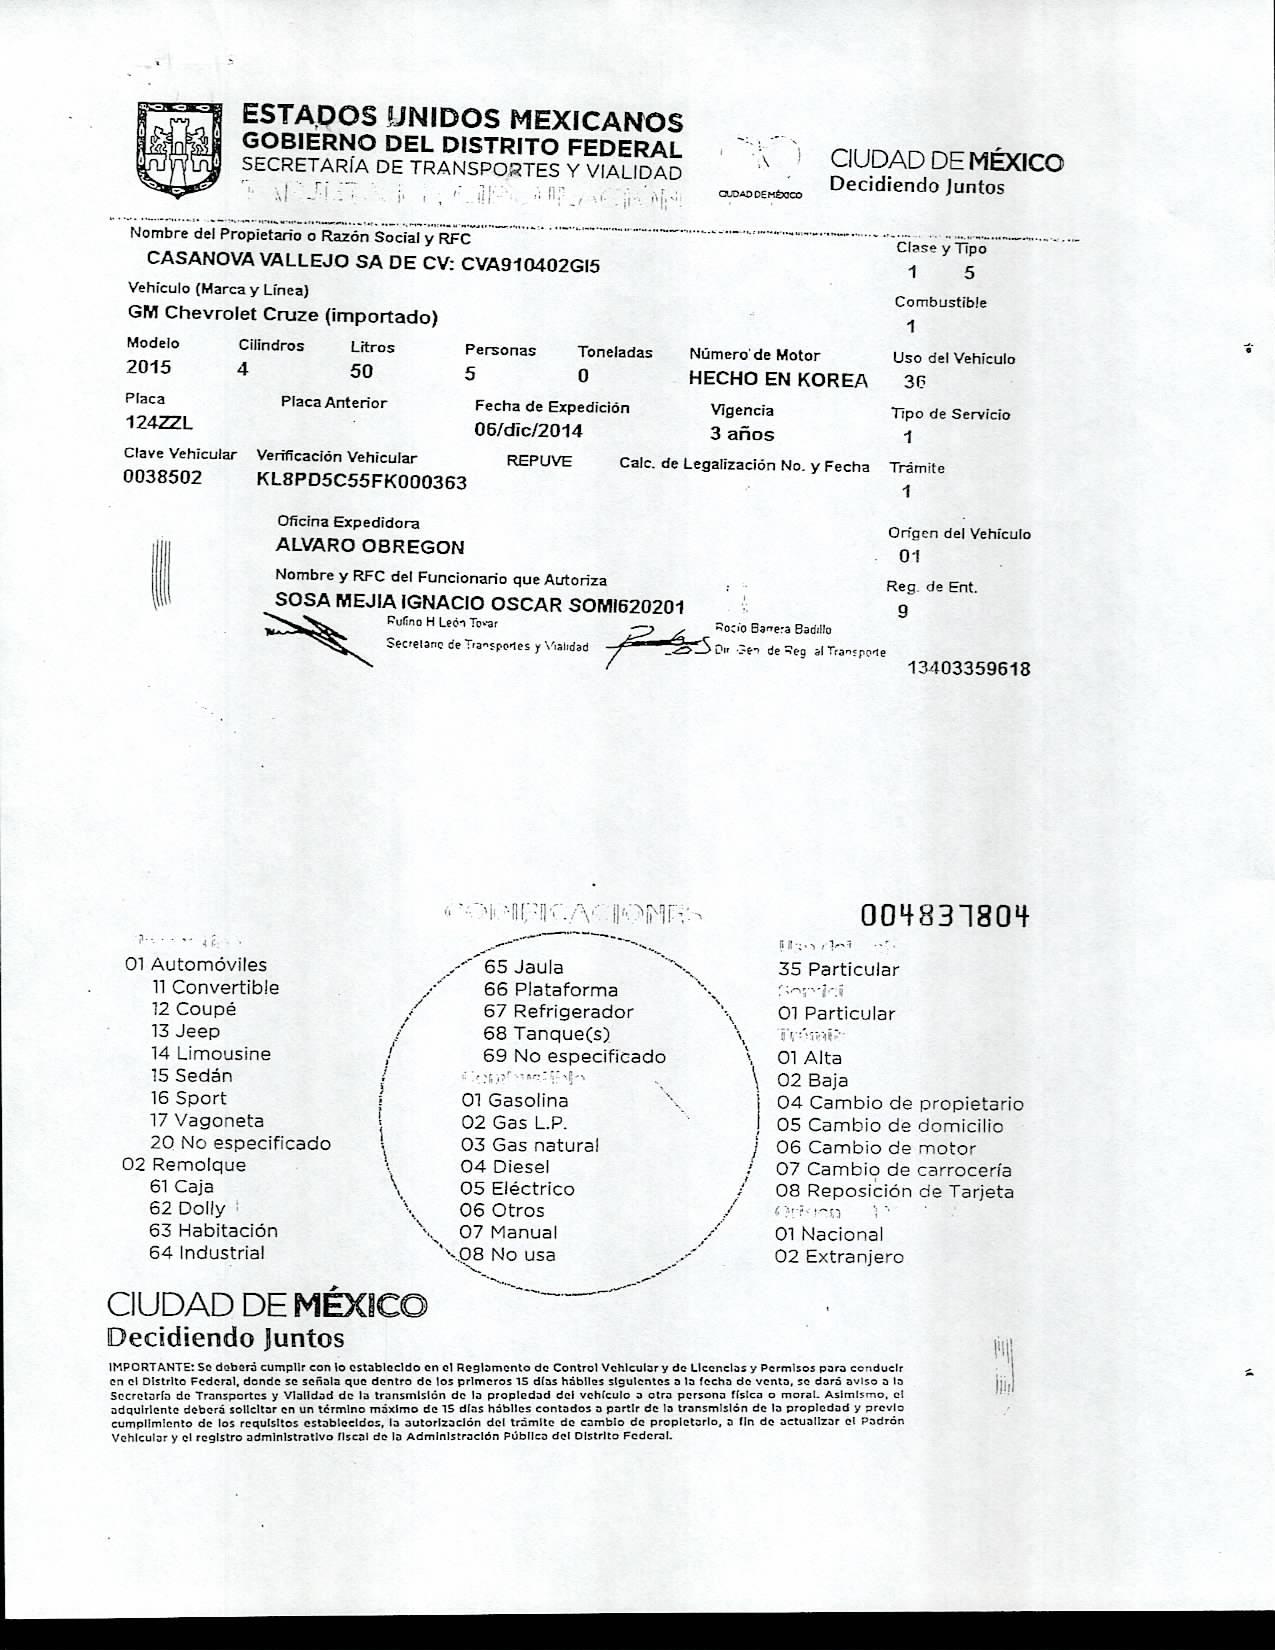 ESTADOS UNIDOS MEXICANOS
GOBIERNO DEL DISTRITO FEDERAL
SECRETARÍA DE TRANSPORTES Y VIALIDAD
CIUDAD DE MÉXICO
CIUDAD DE MÉXICO
Decidiendo Juntos
Nombre del Propietario o Razón Social y RFC
CASANOVA VALLEJO SA DE CV: CVA910402GI5
Clase y Tipo
1 5
Vehículo (Marca y Línea)
GM Chevrolet Cruze (importado)
Combustible
1
Modelo Cilindros Litros Personas Toneladas Número de Motor Uso del Vehículo
2015 4 50 5 0 HECHO EN KOREA 36
Placa Placa Anterior Fecha de Expedición Vigencia Tipo de Servicio
124ZZL 06/dic/2014 3 años 1
Clave Vehicular Verificación Vehicular REPUVE Calc. de Legalización No. y Fecha Trámite
0038502 KL8PD5C55FK000363 1
Oficina Expedidora
ALVARO OBREGON
Orígen del Vehículo
01
Nombre y RFC del Funcionario que Autoriza
SOSA MEJIA IGNACIO OSCAR SOMI620201
Reg. de Ent.
9
Rufino H León Tovar
Secretario de Transportes y Vialidad
Rocío Barrera Badillo
Dir Gen de Reg al Transporte
13403359618
CODIFICACIONES
004837804
01 Automóviles
11 Convertible
12 Coupé
13 Jeep
14 Limousine
15 Sedán
16 Sport
17 Vagoneta
20 No especificado
02 Remolque
61 Caja
62 Dolly
63 Habitación
64 Industrial
65 Jaula
66 Plataforma
67 Refrigerador
68 Tanque(s)
69 No especificado
Combustible
01 Gasolina
02 Gas L.P.
03 Gas natural
04 Diesel
05 Eléctrico
06 Otros
07 Manual
08 No usa
35 Particular
01 Particular
01 Alta
02 Baja
04 Cambio de propietario
05 Cambio de domicilio
06 Cambio de motor
07 Cambio de carrocería
08 Reposición de Tarjeta
01 Nacional
02 Extranjero
CIUDAD DE MÉXICO
Decidiendo Juntos
IMPORTANTE: Se deberá cumplir con lo establecido en el Reglamento de Control Vehicular y de Licencias y Permisos para conducir
en el Distrito Federal, donde se señala que dentro de los primeros 15 días hábiles siguientes a la fecha de venta, se dará aviso a la
Secretaría de Transportes y Vialidad de la transmisión de la propiedad del vehículo a otra persona física o moral. Asimismo, el
adquiriente deberá solicitar en un término máximo de 15 días hábiles contados a partir de la transmisión de la propiedad y previo
cumplimiento de los requisitos establecidos, la autorización del trámite de cambio de propietario, a fin de actualizar el Padrón
Vehicular y el registro administrativo fiscal de la Administración Pública del Distrito Federal.